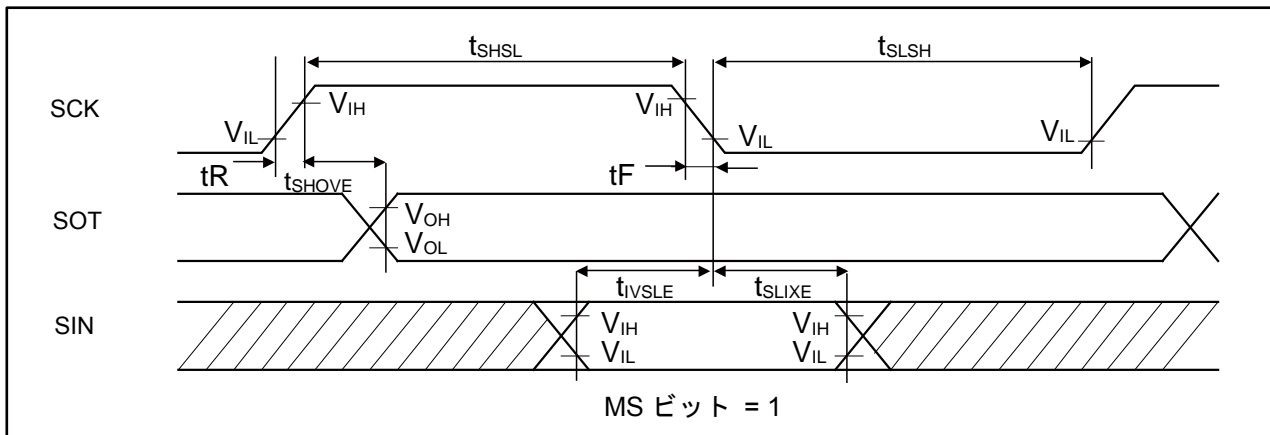 tSHSL
tSLSH
SCK
VIH
VIH
VIL
VIL
VIL
tR
tSHOVE
tF
SOT
VOH
VOL
tIVSLE
tSLIXE
SIN
VIH
VIH
VIL
VIL
MS ビット = 1